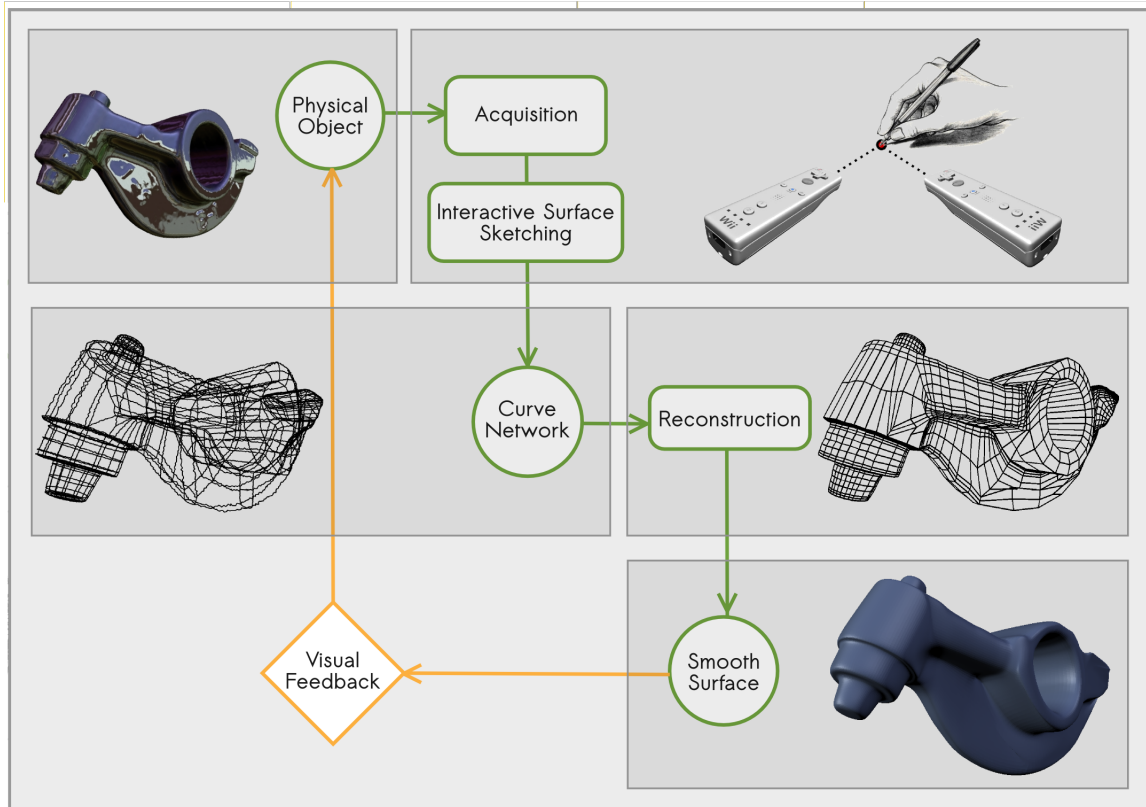 Physical
Object
Acquisition
Interactive Surface
Sketching
Wii
Wii
Curve
Network
Reconstruction
Visual
Feedback
Smooth
Surface